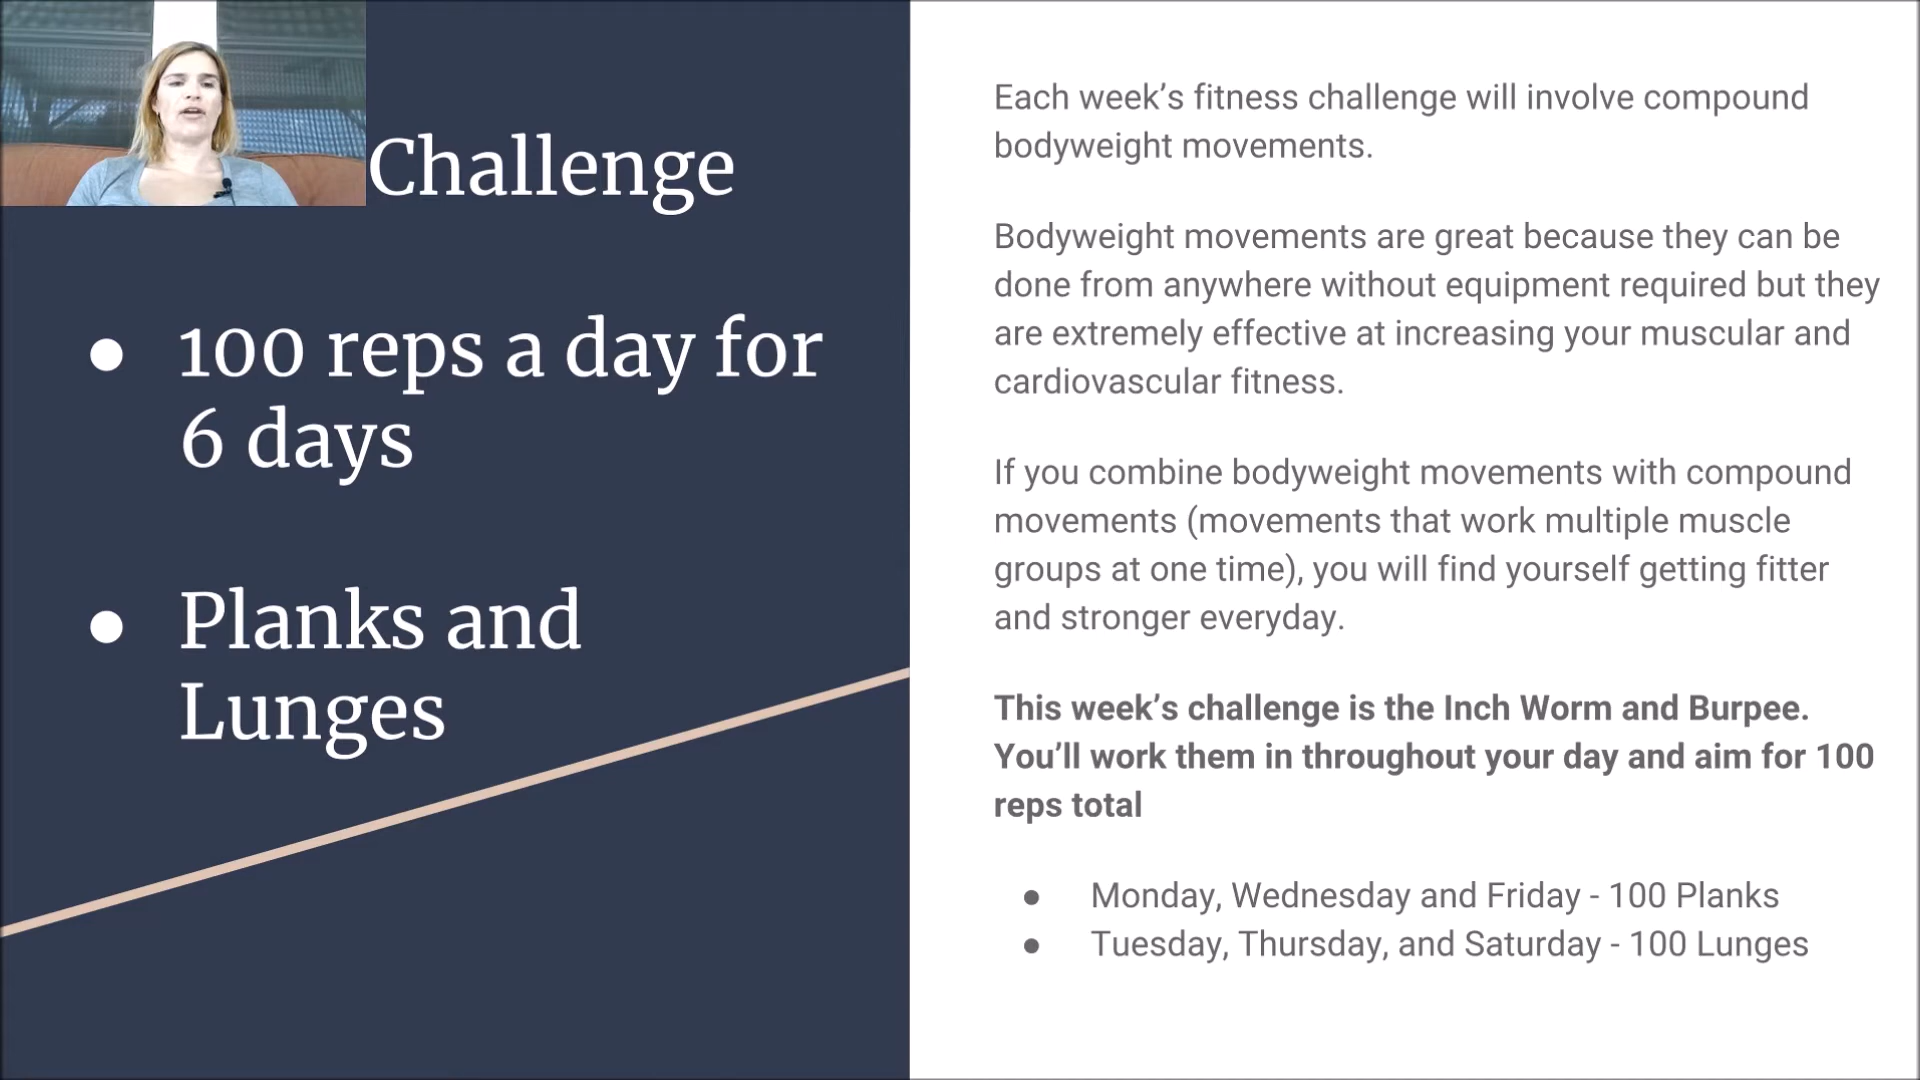 Challenge
● 100 reps a day for
6 days
● Planks and
Lunges
Each week’s fitness challenge will involve compound
bodyweight movements.
Bodyweight movements are great because they can be
done from anywhere without equipment required but they
are extremely effective at increasing your muscular and
cardiovascular fitness.
If you combine bodyweight movements with compound
movements (movements that work multiple muscle
groups at one time), you will find yourself getting fitter
and stronger everyday.
This week’s challenge is the Inch Worm and Burpee.
You’ll work them in throughout your day and aim for 100
reps total
● Monday, Wednesday and Friday - 100 Planks
● Tuesday, Thursday, and Saturday - 100 Lunges